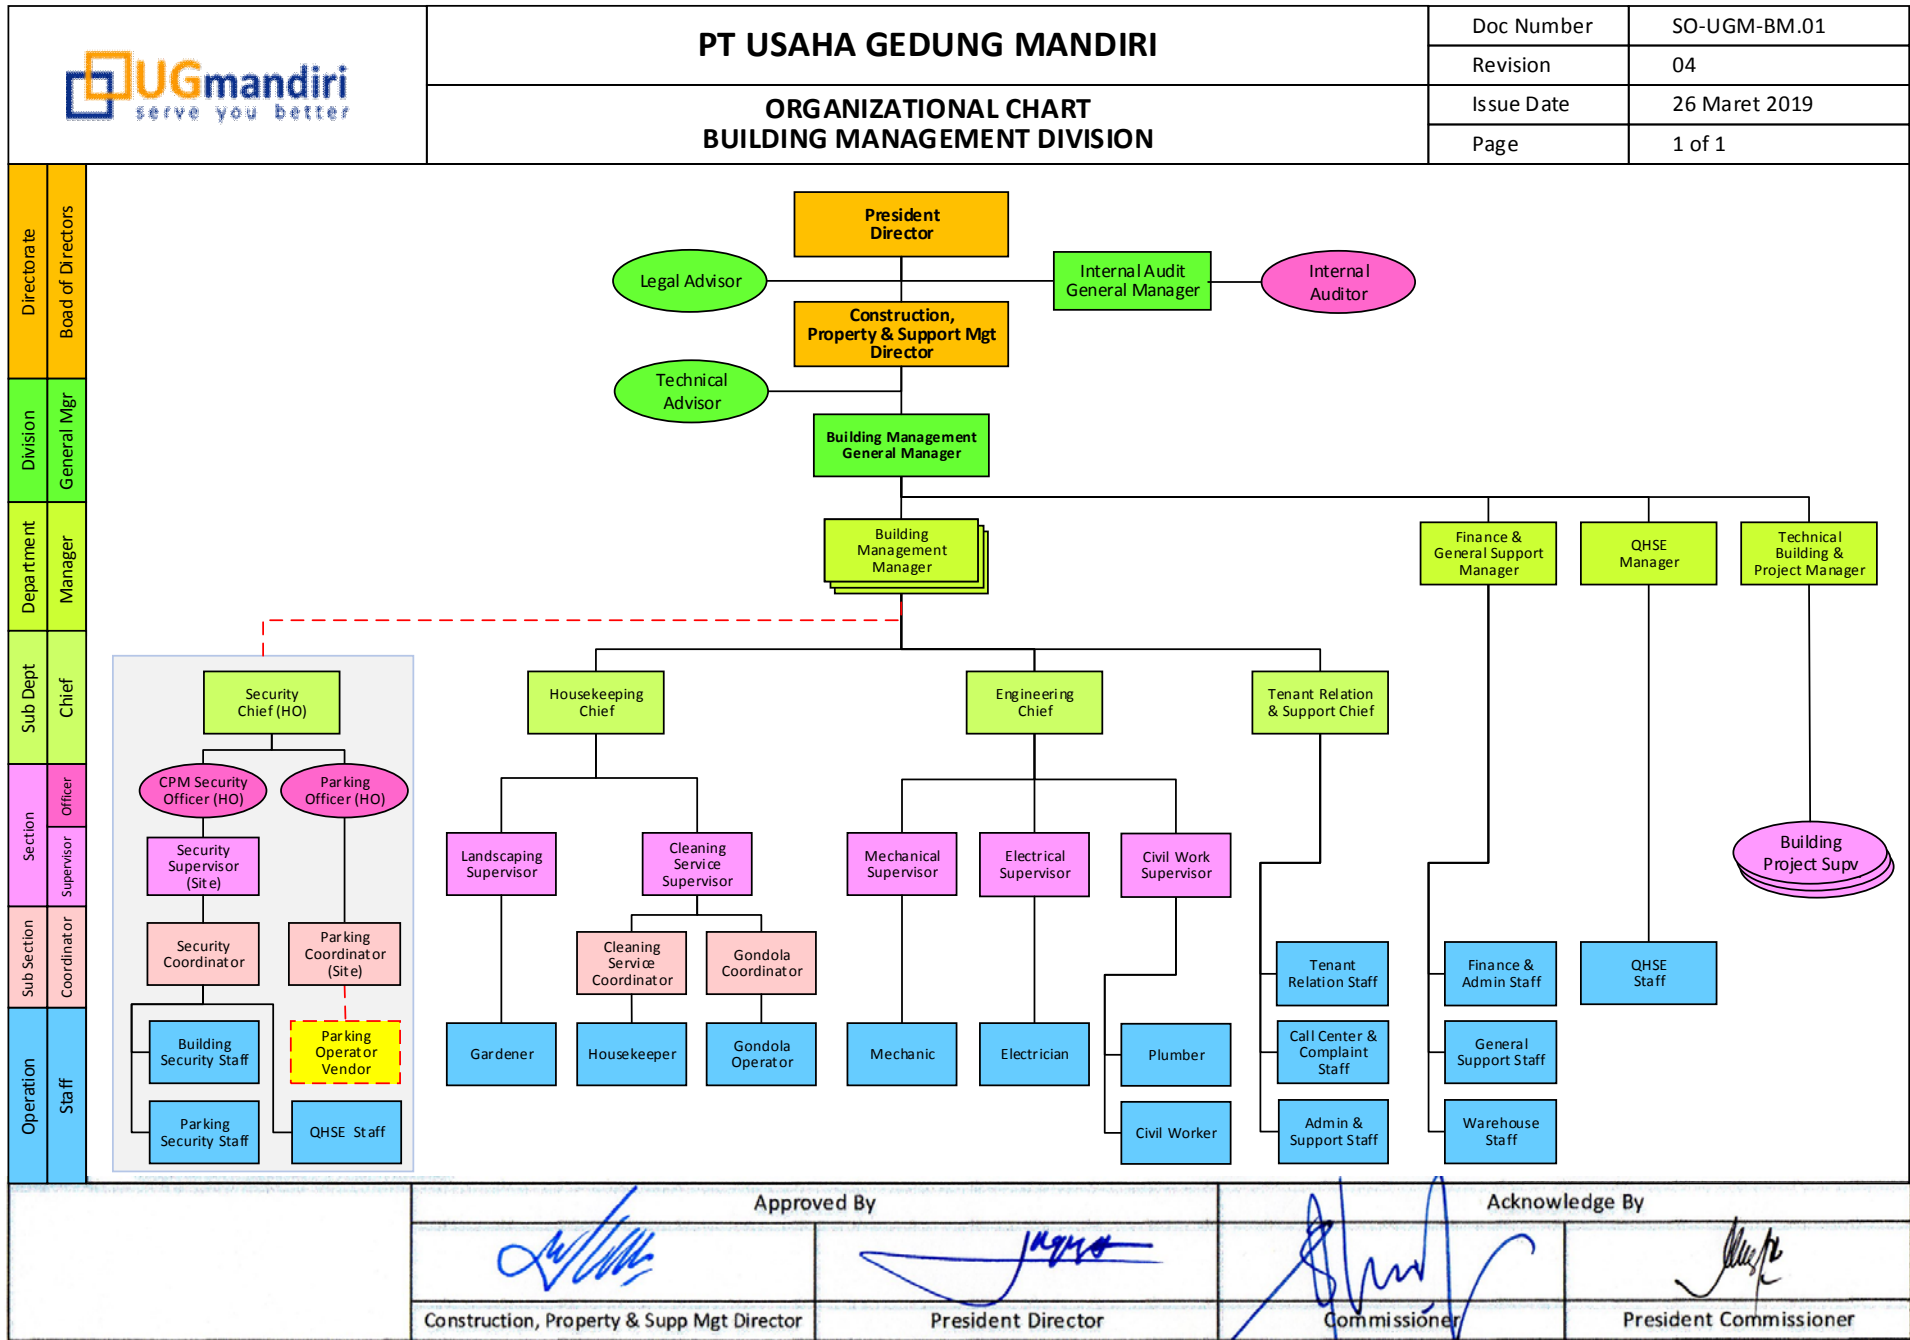 UGmandiri
serve you better
PT USAHA GEDUNG MANDIRI
ORGANIZATIONAL CHART
BUILDING MANAGEMENT DIVISION
Doc Number
SO-UGM-BM.01
Revision
04
Issue Date
26 Maret 2019
Page
1 of 1
Directorate
Board of Directors
Division
General Mgr
Department
Manager
Sub Dept
Chief
Section
Officer
Supervisor
Sub Section
Coordinator
Operation
Staff
President
Director
Legal Advisor
Internal Audit
General Manager
Internal
Auditor
Construction,
Property & Support Mgt
Director
Technical
Advisor
Building Management
General Manager
Building
Management
Manager
Finance &
General Support
Manager
QHSE
Manager
Technical
Building &
Project Manager
Security
Chief (HO)
Housekeeping
Chief
Engineering
Chief
Tenant Relation
& Support Chief
CPM Security
Officer (HO)
Parking
Officer (HO)
Security
Supervisor
(Site)
Landscaping
Supervisor
Cleaning
Service
Supervisor
Mechanical
Supervisor
Electrical
Supervisor
Civil Work
Supervisor
Building
Project Supv
Security
Coordinator
Parking
Coordinator
(Site)
Cleaning
Service
Coordinator
Gondola
Coordinator
Tenant
Relation Staff
Finance &
Admin Staff
QHSE
Staff
Building
Security Staff
Parking
Operator
Vendor
Gardener
Housekeeper
Gondola
Operator
Mechanic
Electrician
Plumber
Call Center &
Complaint
Staff
General
Support Staff
Parking
Security Staff
QHSE Staff
Civil Worker
Admin &
Support Staff
Warehouse
Staff
Approved By
Acknowledge By
Construction, Property & Supp Mgt Director
President Director
Commissioner
President Commissioner